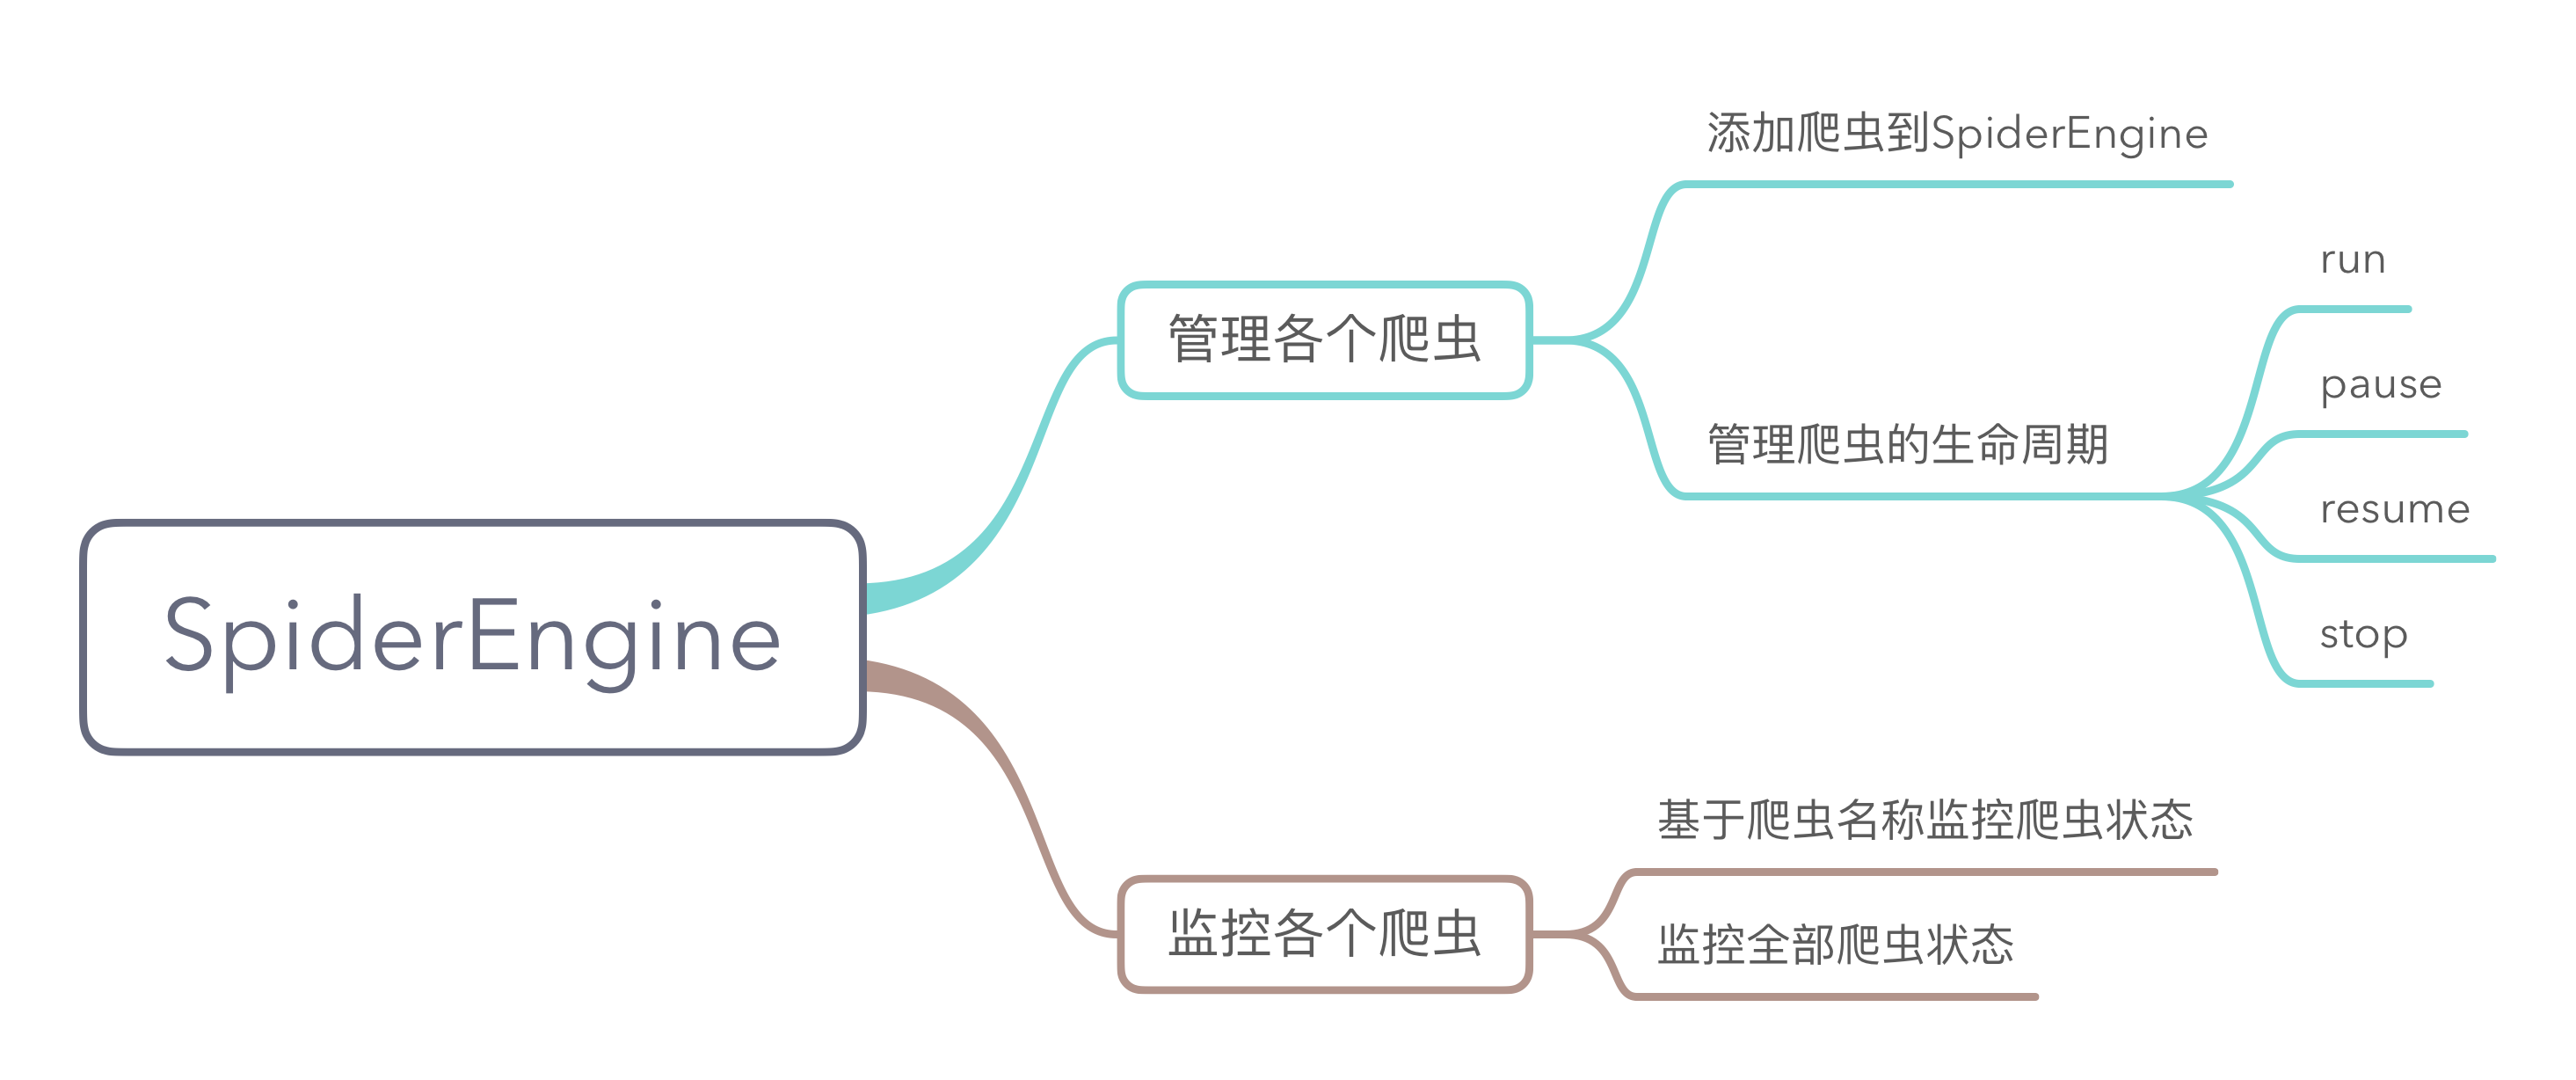 SpiderEngine
管理各个爬虫
添加爬虫到SpiderEngine
管理爬虫的生命周期
run
pause
resume
stop
监控各个爬虫
基于爬虫名称监控爬虫状态
监控全部爬虫状态